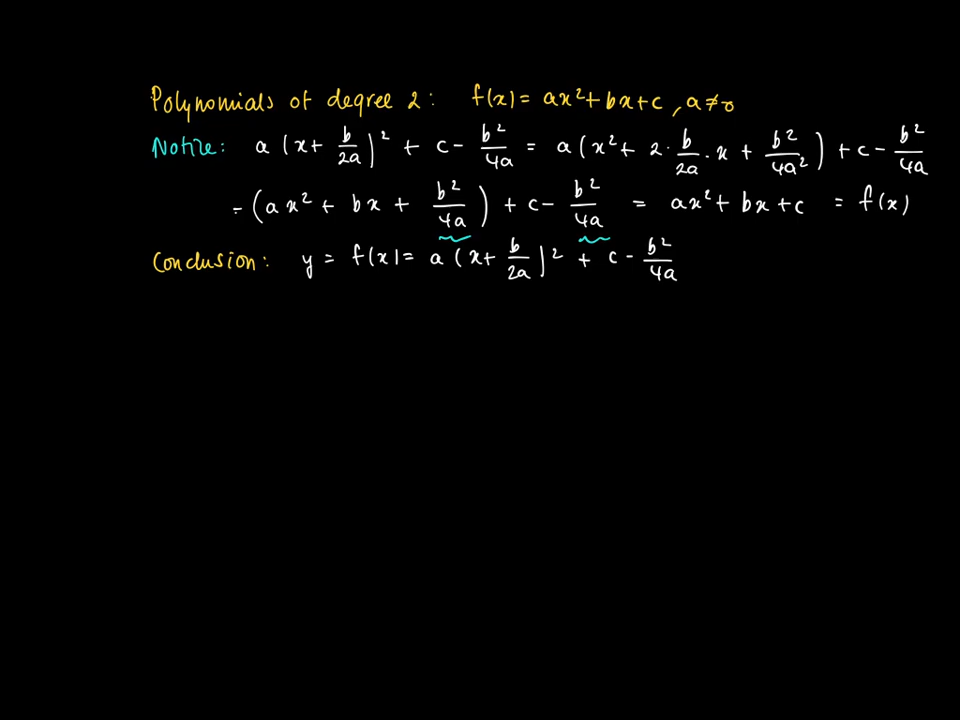 Polynomials of degree 2: f(x) = ax² + bx + c, a ≠ 0
Notice: a (x + b/2a)² + c - b²/4a = a(x² + 2 · b/2a · x + b²/4a²) + c - b²/4a
= (ax² + bx + b²/4a) + c - b²/4a = ax² + bx + c = f(x)
Conclusion: y = f(x) = a (x + b/2a)² + c - b²/4a